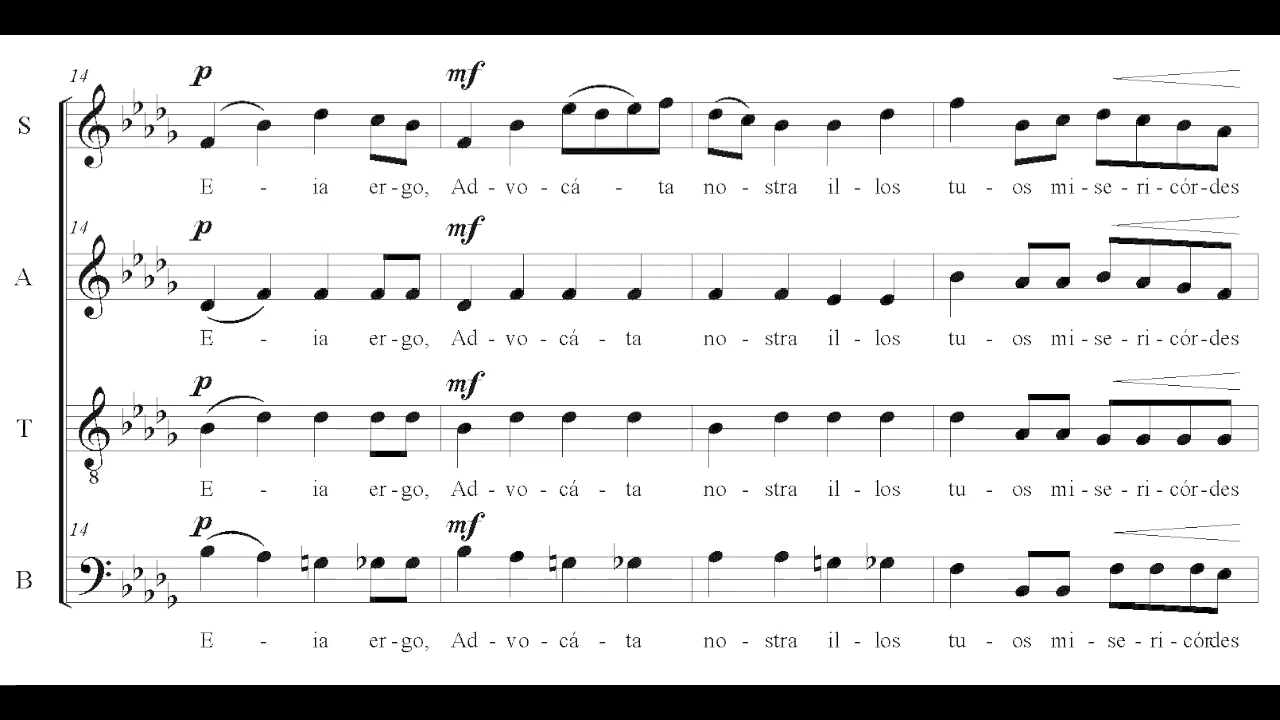 14
p mf
S
E - ia er - go, Ad - vo - cá - ta no - stra il - los tu - os mi - se - ri - cór - des
14
p mf
A
E - ia er - go, Ad - vo - cá - ta no - stra il - los tu - os mi - se - ri - cór - des
p mf
T
8
E - ia er - go, Ad - vo - cá - ta no - stra il - los tu - os mi - se - ri - cór - des
14
p mf
B
E - ia er - go, Ad - vo - cá - ta no - stra il - los tu - os mi - se - ri - córdes